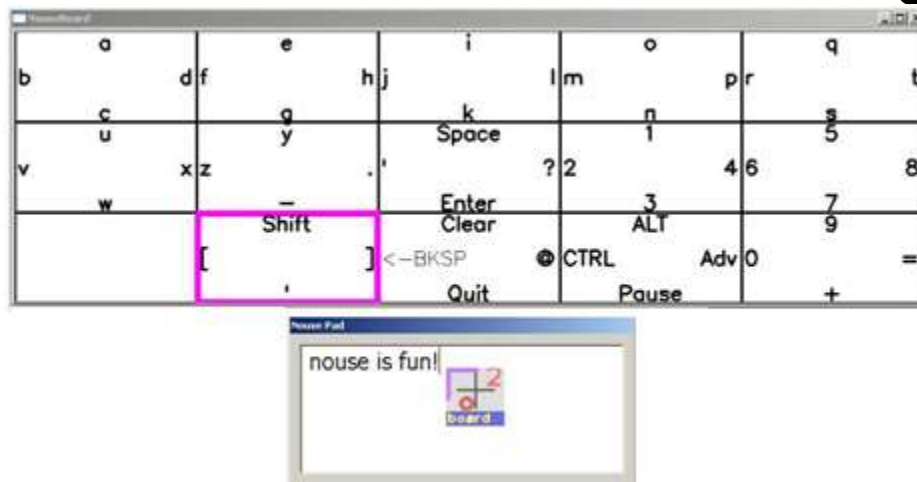 NouseBoard
a e i o q
b d f h j l m p r t
c g k n s
u y Space 1 5
v x z . ' ? 2 4 6 8
w - Enter 3 7
Shift Clear ALT 9
[ ] <-BKSP @ CTRL Adv 0 =
' Quit Pause +
Nouse Pad
nouse is fun!
2
board